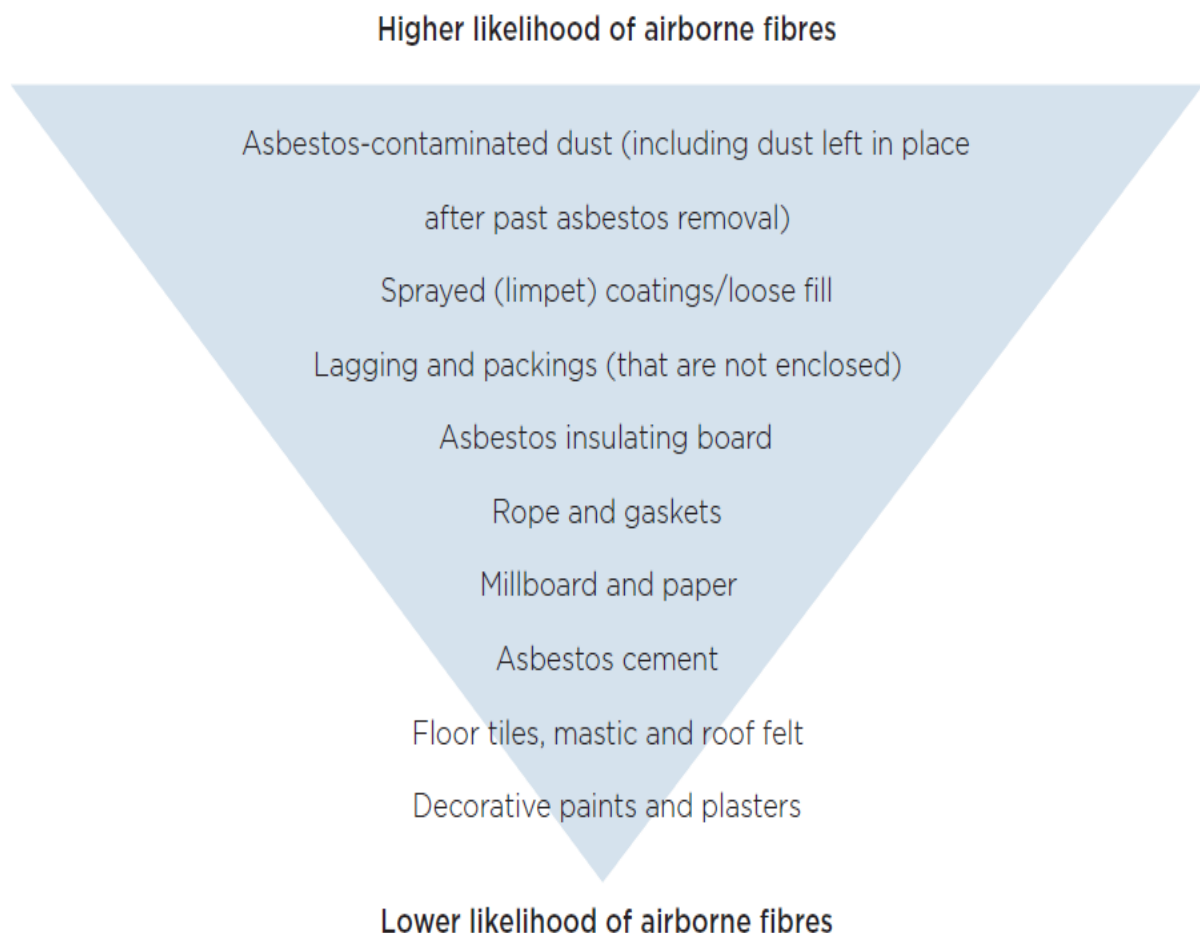 Higher likelihood of airborne fibres
Asbestos-contaminated dust (including dust left in place
after past asbestos removal)
Sprayed (limpet) coatings/loose fill
Lagging and packings (that are not enclosed)
Asbestos insulating board
Rope and gaskets
Millboard and paper
Asbestos cement
Floor tiles, mastic and roof felt
Decorative paints and plasters
Lower likelihood of airborne fibres